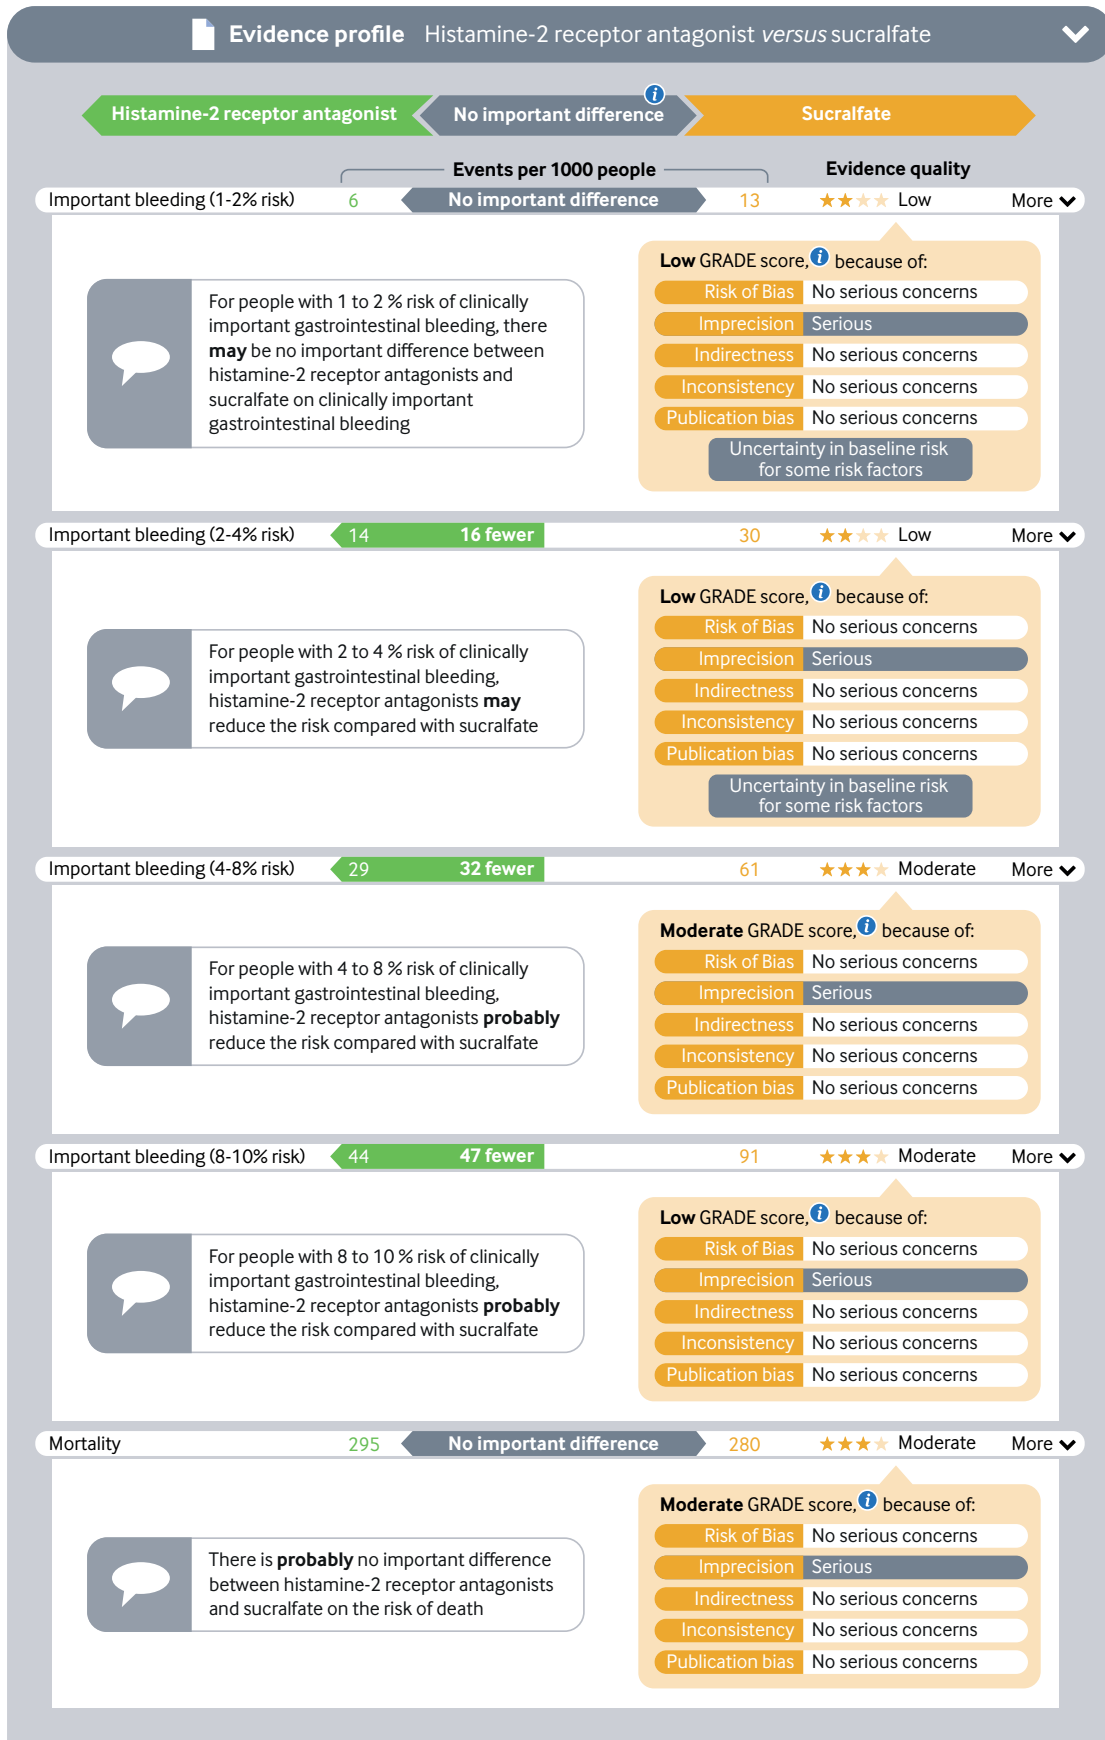 Evidence profile Histamine-2 receptor antagonist versus sucralfate
Histamine-2 receptor antagonist No important difference i Sucralfate
Events per 1000 people Evidence quality
Important bleeding (1-2% risk) 6 No important difference 13 Low More
For people with 1 to 2 % risk of clinically
important gastrointestinal bleeding, there
may be no important difference between
histamine-2 receptor antagonists and
sucralfate on clinically important
gastrointestinal bleeding
Low GRADE score, i because of:
Risk of Bias No serious concerns
Imprecision Serious
Indirectness No serious concerns
Inconsistency No serious concerns
Publication bias No serious concerns
Uncertainty in baseline risk
for some risk factors
Important bleeding (2-4% risk) 14 16 fewer 30 Low More
For people with 2 to 4 % risk of clinically
important gastrointestinal bleeding,
histamine-2 receptor antagonists may
reduce the risk compared with sucralfate
Low GRADE score, i because of:
Risk of Bias No serious concerns
Imprecision Serious
Indirectness No serious concerns
Inconsistency No serious concerns
Publication bias No serious concerns
Uncertainty in baseline risk
for some risk factors
Important bleeding (4-8% risk) 29 32 fewer 61 Moderate More
For people with 4 to 8 % risk of clinically
important gastrointestinal bleeding,
histamine-2 receptor antagonists probably
reduce the risk compared with sucralfate
Moderate GRADE score, i because of:
Risk of Bias No serious concerns
Imprecision Serious
Indirectness No serious concerns
Inconsistency No serious concerns
Publication bias No serious concerns
Important bleeding (8-10% risk) 44 47 fewer 91 Moderate More
For people with 8 to 10 % risk of clinically
important gastrointestinal bleeding,
histamine-2 receptor antagonists probably
reduce the risk compared with sucralfate
Low GRADE score, i because of:
Risk of Bias No serious concerns
Imprecision Serious
Indirectness No serious concerns
Inconsistency No serious concerns
Publication bias No serious concerns
Mortality 295 No important difference 280 Moderate More
There is probably no important difference
between histamine-2 receptor antagonists
and sucralfate on the risk of death
Moderate GRADE score, i because of:
Risk of Bias No serious concerns
Imprecision Serious
Indirectness No serious concerns
Inconsistency No serious concerns
Publication bias No serious concerns